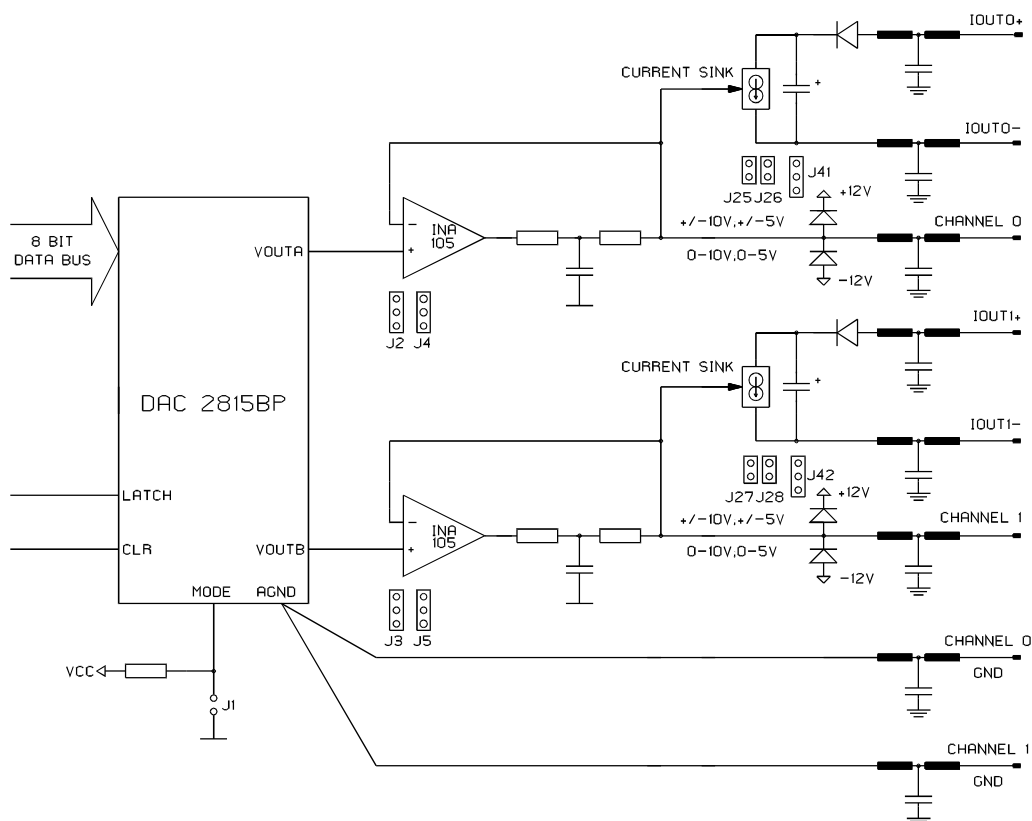 IOUT0+
CURRENT SINK
+
IOUT0-
J25 J26
J41
+12V
8 BIT
DATA BUS
VOUTA
-
+
INA
105
+/-10V,+/-5V
0-10V,0-5V
-12V
CHANNEL 0
J2
J4
IOUT1+
CURRENT SINK
+
DAC 2815BP
IOUT1-
J27 J28
J42
+12V
LATCH
CLR
VOUTB
-
+
INA
105
+/-10V,+/-5V
0-10V,0-5V
-12V
CHANNEL 1
MODE
AGND
J3
J5
CHANNEL 0
GND
VCC
J1
CHANNEL 1
GND